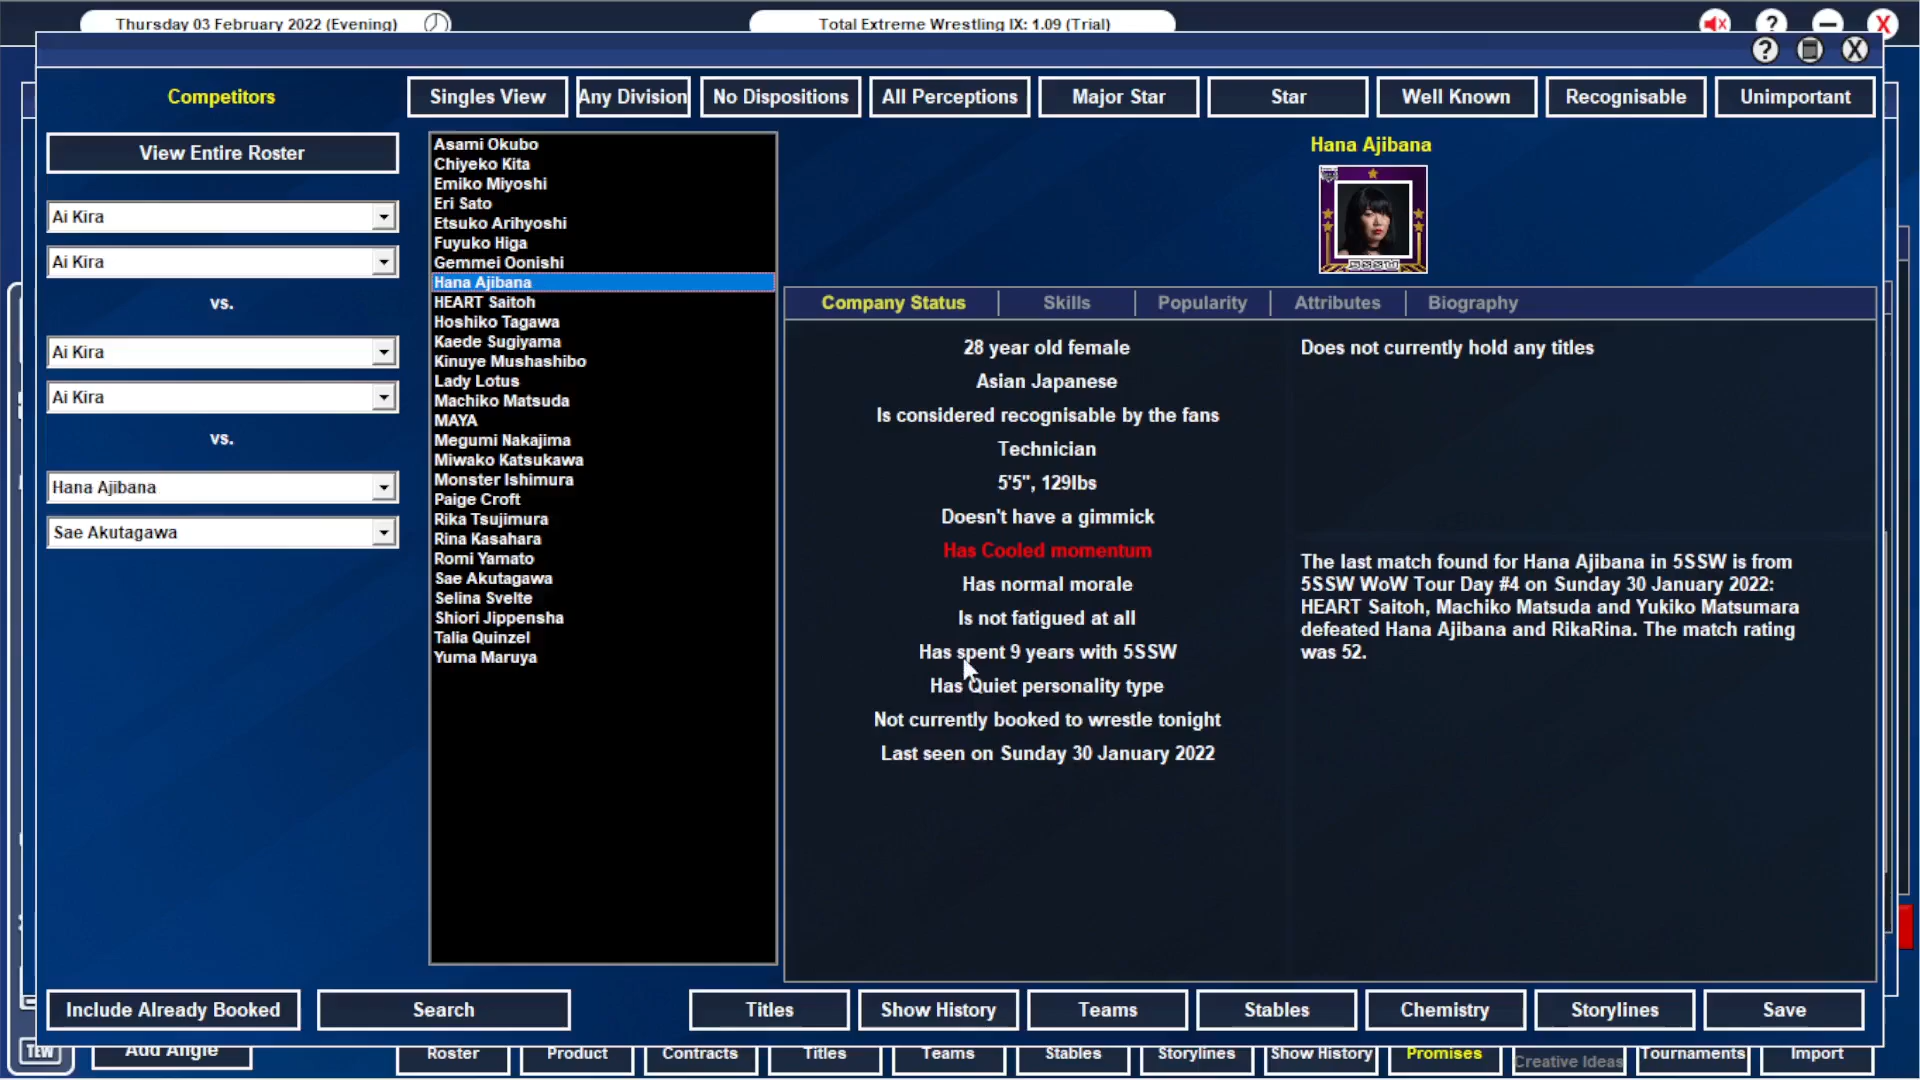 Thursday 03 February 2022 (Evening)
Total Extreme Wrestling IX: 1.09 (Trial)
? X
? X
Competitors
Singles View
Any Division
No Dispositions
All Perceptions
Major Star
Star
Well Known
Recognisable
Unimportant
View Entire Roster
Ai Kira
Ai Kira
vs.
Ai Kira
Ai Kira
vs.
Hana Ajibana
Sae Akutagawa
Asami Okubo
Chiyeko Kita
Emiko Miyoshi
Eri Sato
Etsuko Arihyoshi
Fuyuko Higa
Gemmei Oonishi
Hana Ajibana
HEART Saitoh
Hoshiko Tagawa
Kaede Sugiyama
Kinuye Mushashibo
Lady Lotus
Machiko Matsuda
MAYA
Megumi Nakajima
Miwako Katsukawa
Monster Ishimura
Paige Croft
Rika Tsujimura
Rina Kasahara
Romi Yamato
Sae Akutagawa
Selina Svelte
Shiori Jippensha
Talia Quinzel
Yuma Maruya
Hana Ajibana
Company Status
Skills
Popularity
Attributes
Biography
28 year old female
Asian Japanese
Is considered recognisable by the fans
Technician
5'5", 129lbs
Doesn't have a gimmick
Has Cooled momentum
Has normal morale
Is not fatigued at all
Has spent 9 years with 5SSW
Has Quiet personality type
Not currently booked to wrestle tonight
Last seen on Sunday 30 January 2022
Does not currently hold any titles
The last match found for Hana Ajibana in 5SSW is from
5SSW WoW Tour Day #4 on Sunday 30 January 2022:
HEART Saitoh, Machiko Matsuda and Yukiko Matsumara
defeated Hana Ajibana and RikaRina. The match rating
was 52.
Include Already Booked
Search
Titles
Show History
Teams
Stables
Chemistry
Storylines
Save
TEW
Add Angle
Roster
Product
Contracts
Titles
Teams
Stables
Storylines
Show History
Promises
Creative Ideas
Tournaments
Import